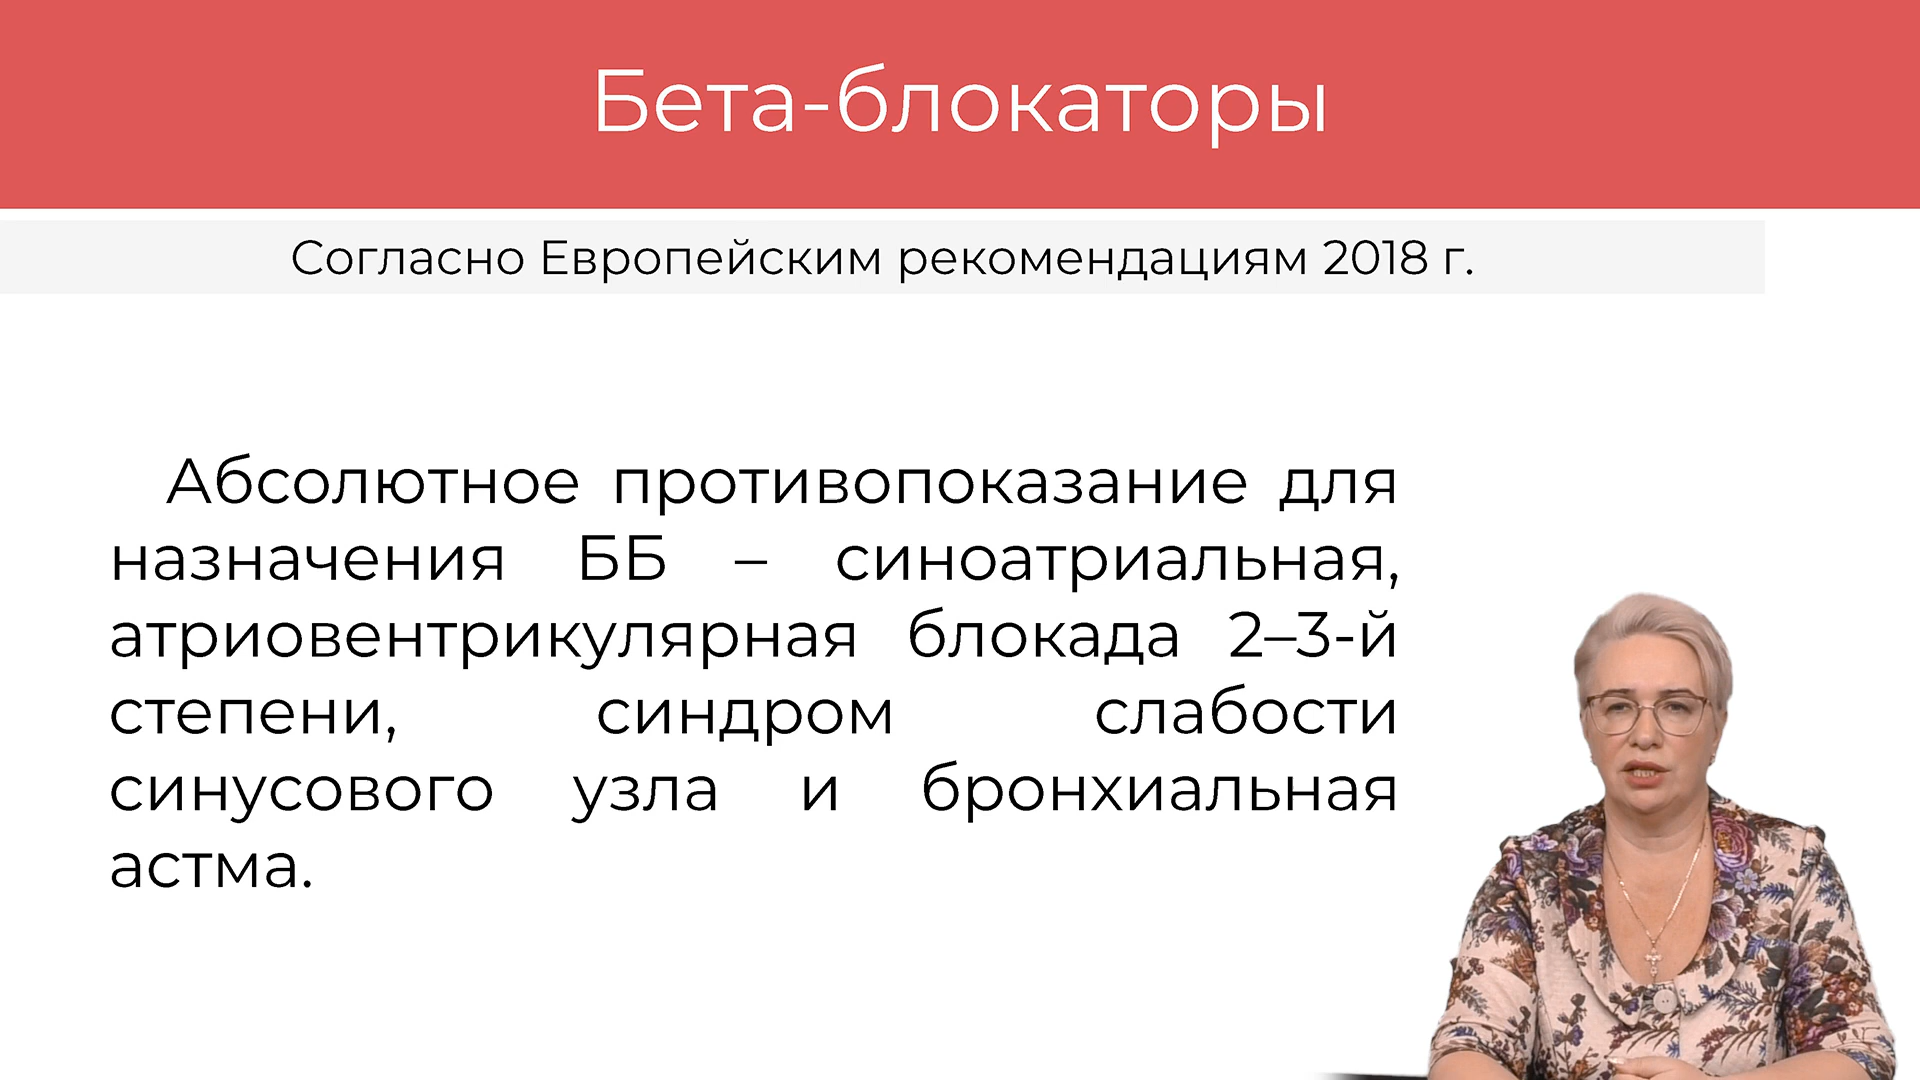 Бета-блокаторы
Согласно Европейским рекомендациям 2018 г.
Абсолютное противопоказание для
назначения ББ – синоатриальная,
атриовентрикулярная блокада 2–3-й
степени, синдром слабости
синусового узла и бронхиальная
астма.